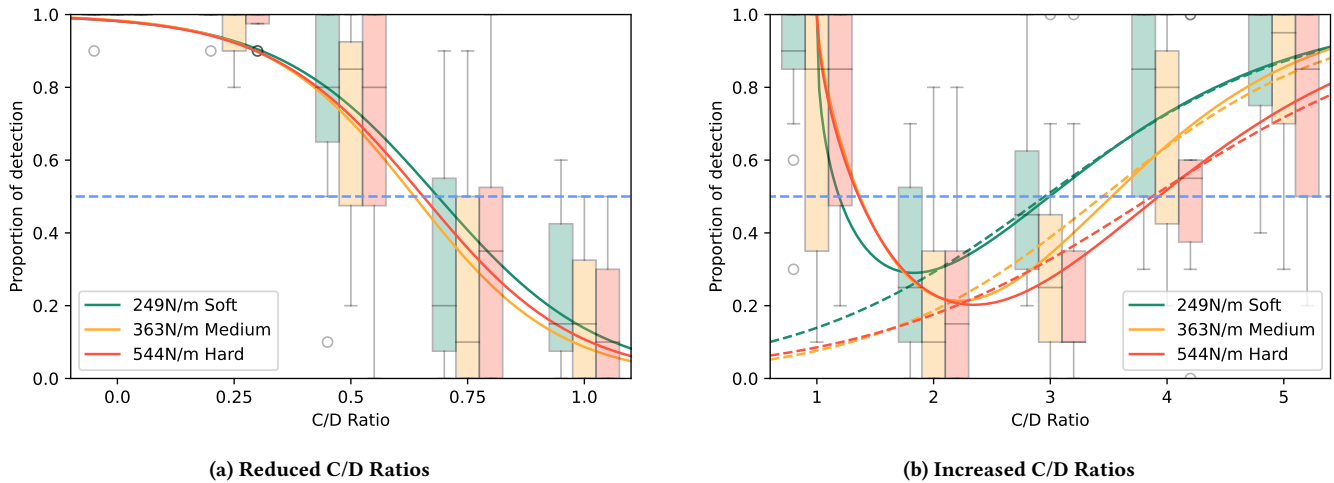 1.0
0.8
0.6
0.4
0.2
0.0
Proportion of detection
249N/m Soft
363N/m Medium
544N/m Hard
0.0 0.25 0.5 0.75 1.0
C/D Ratio
(a) Reduced C/D Ratios
1.0
0.8
0.6
0.4
0.2
0.0
Proportion of detection
249N/m Soft
363N/m Medium
544N/m Hard
1 2 3 4 5
C/D Ratio
(b) Increased C/D Ratios